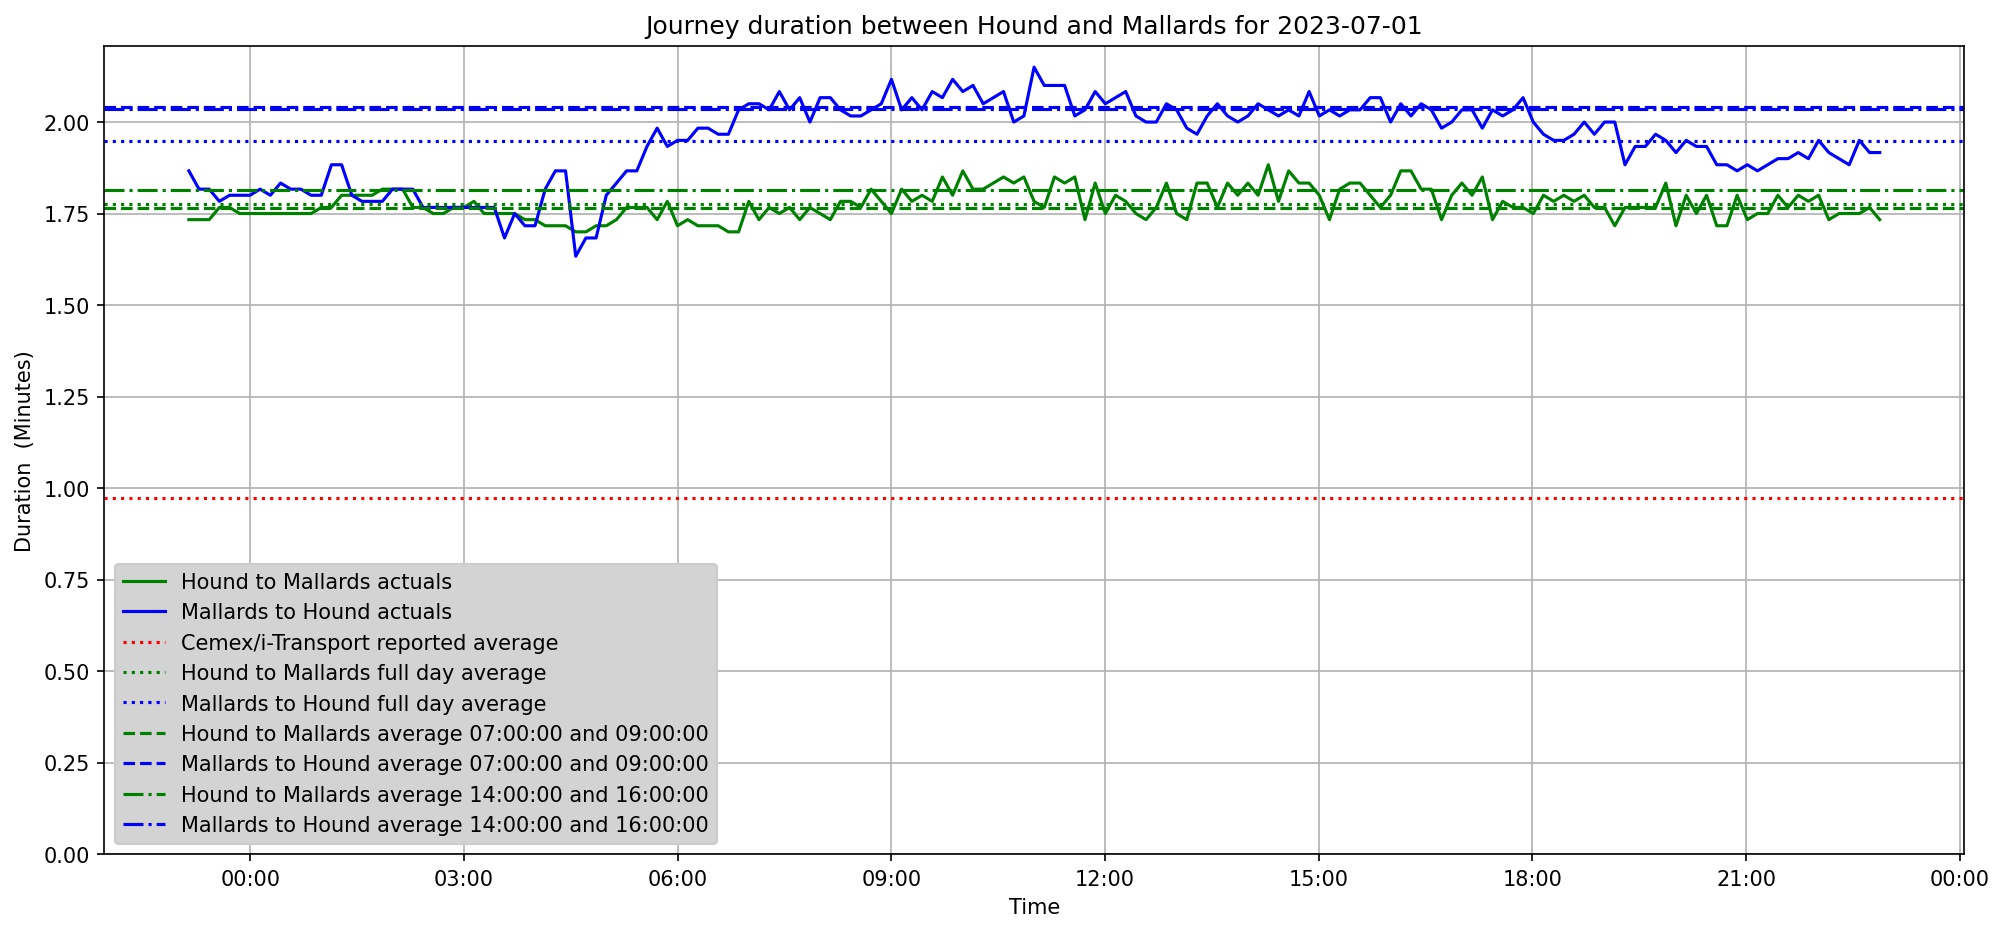 Journey duration between Hound and Mallards for 2023-07-01
2.00
1.75
1.50
1.25
1.00
0.75
0.50
0.25
0.00
Duration  (Minutes)
Hound to Mallards actuals
Mallards to Hound actuals
Cemex/i-Transport reported average
Hound to Mallards full day average
Mallards to Hound full day average
Hound to Mallards average 07:00:00 and 09:00:00
Mallards to Hound average 07:00:00 and 09:00:00
Hound to Mallards average 14:00:00 and 16:00:00
Mallards to Hound average 14:00:00 and 16:00:00
00:00 03:00 06:00 09:00 12:00 15:00 18:00 21:00 00:00
Time